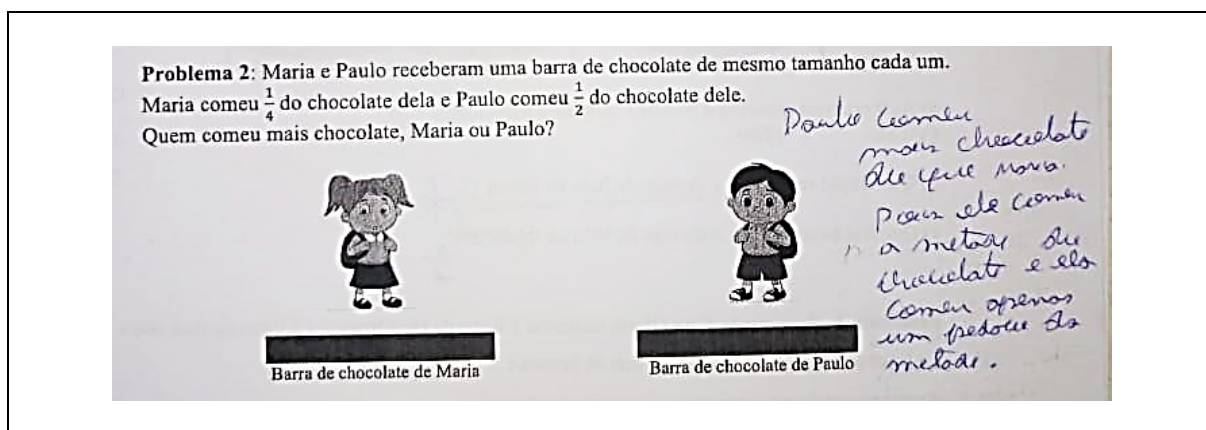 Problema 2: Maria e Paulo receberam uma barra de chocolate de mesmo tamanho cada um.
Maria comeu 1/4 do chocolate dela e Paulo comeu 1/2 do chocolate dele.
Quem comeu mais chocolate, Maria ou Paulo?
Paulo comeu
mais chocolate
do que Maria.
Pois ele comeu
a metade do
chocolate e ela
comeu apenas
um pedaço da
metade.
Barra de chocolate de Maria
Barra de chocolate de Paulo